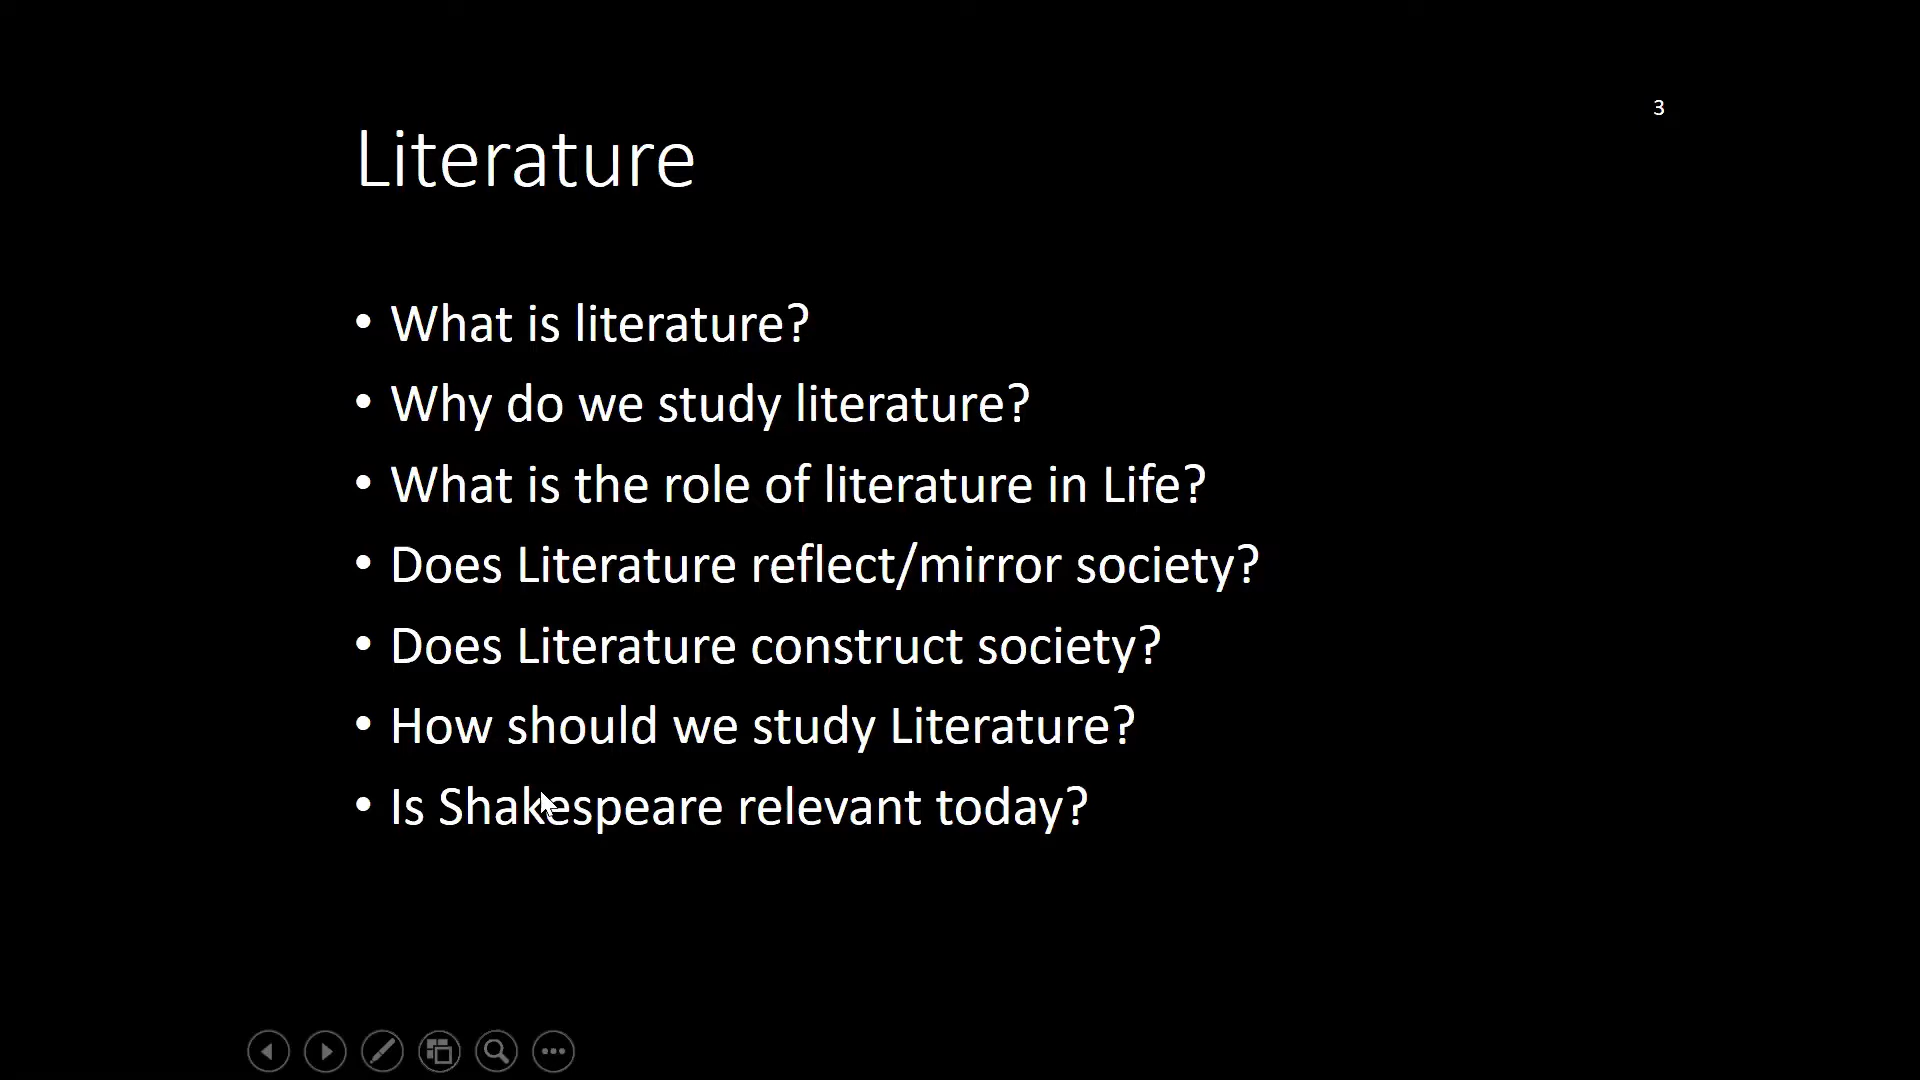 3
Literature
• What is literature?
• Why do we study literature?
• What is the role of literature in Life?
• Does Literature reflect/mirror society?
• Does Literature construct society?
• How should we study Literature?
• Is Shakespeare relevant today?